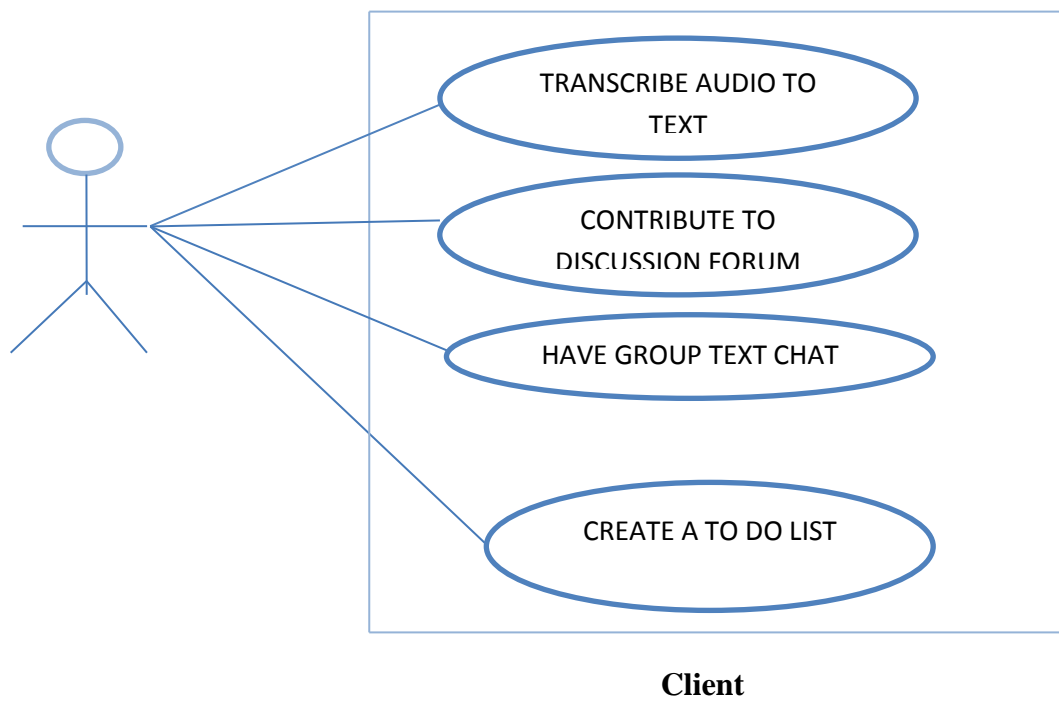 TRANSCRIBE AUDIO TO
TEXT
CONTRIBUTE TO
DISCUSSION FORUM
HAVE GROUP TEXT CHAT
CREATE A TO DO LIST
Client